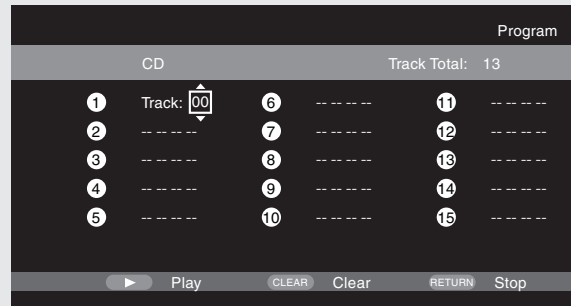 Program
CD Track Total: 13
1 Track: 00 6 -- -- -- -- 11 -- -- -- --
2 -- -- -- -- 7 -- -- -- -- 12 -- -- -- --
3 -- -- -- -- 8 -- -- -- -- 13 -- -- -- --
4 -- -- -- -- 9 -- -- -- -- 14 -- -- -- --
5 -- -- -- -- 10 -- -- -- -- 15 -- -- -- --
Play CLEAR Clear RETURN Stop